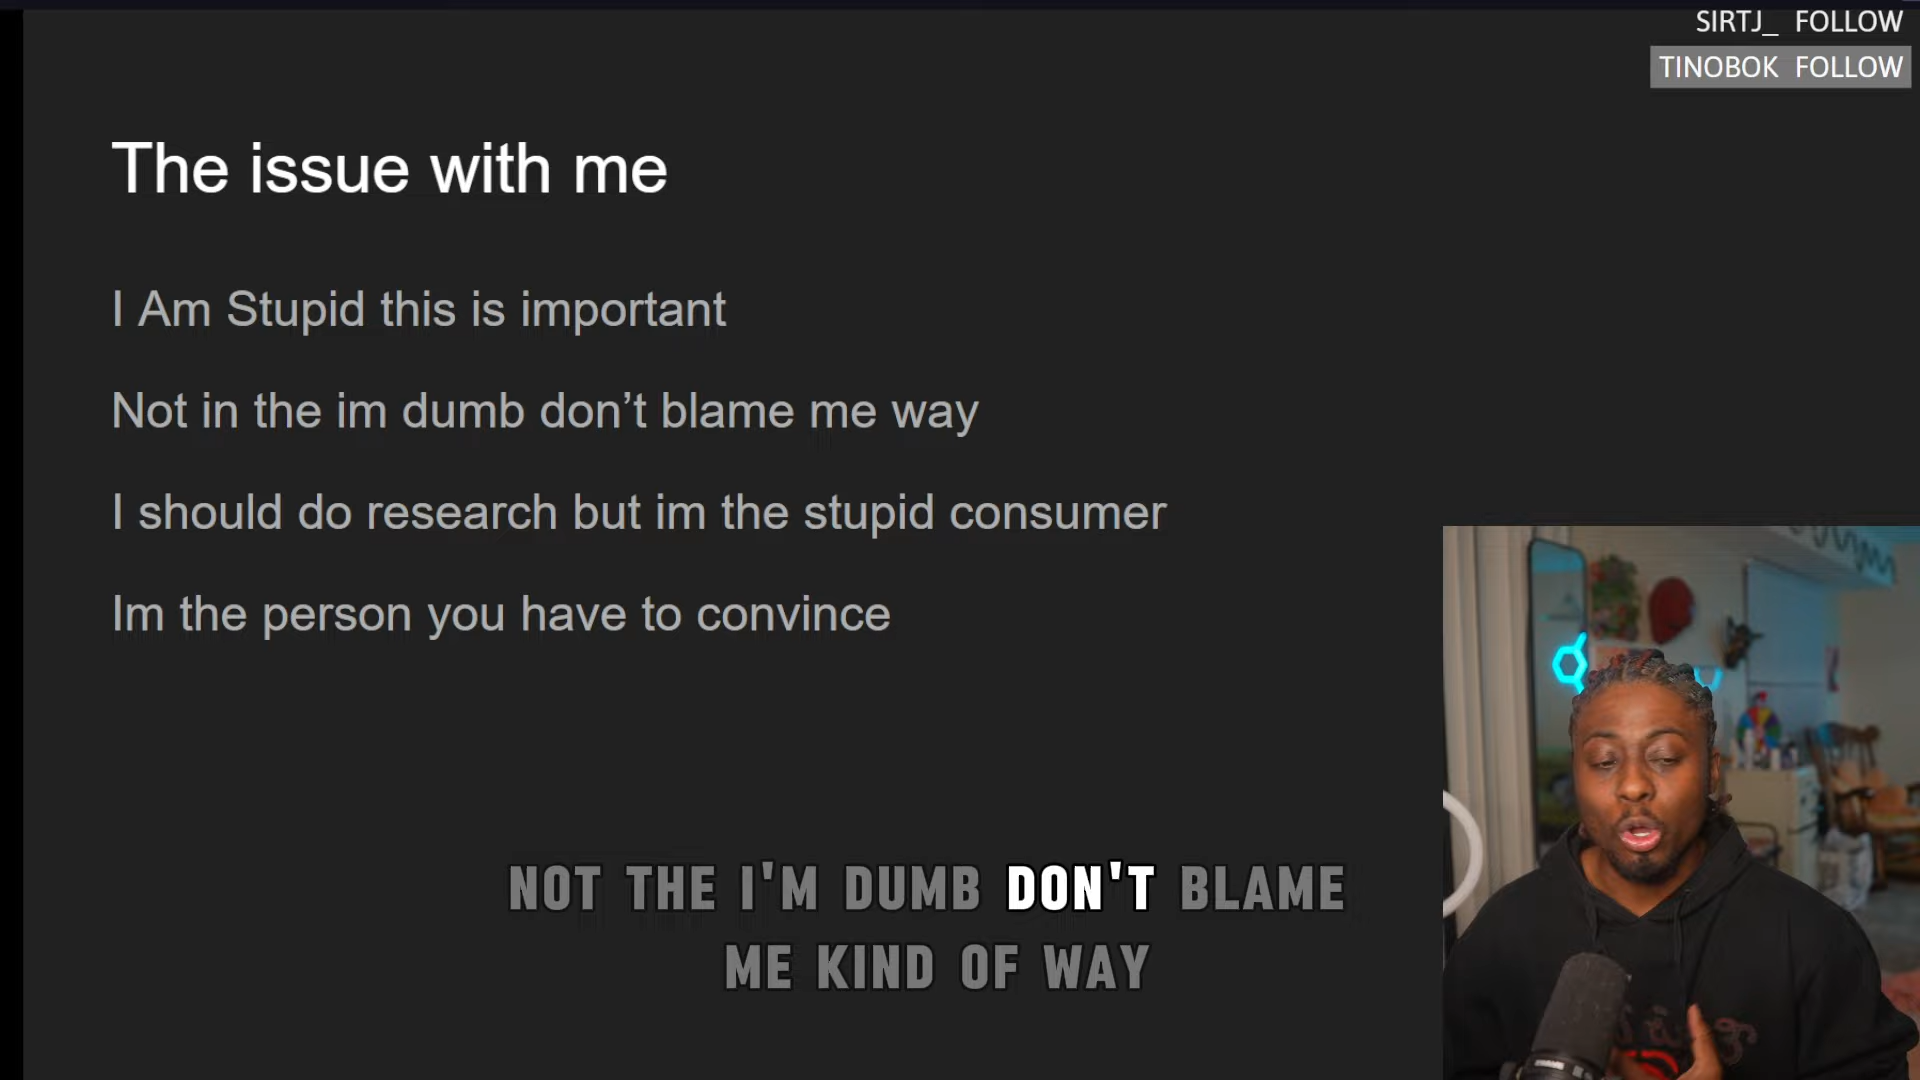 SIRTJ_ FOLLOW
TINOBOK FOLLOW
The issue with me
I Am Stupid this is important
Not in the im dumb don’t blame me way
I should do research but im the stupid consumer
Im the person you have to convince
NOT THE I'M DUMB DON'T BLAME
ME KIND OF WAY